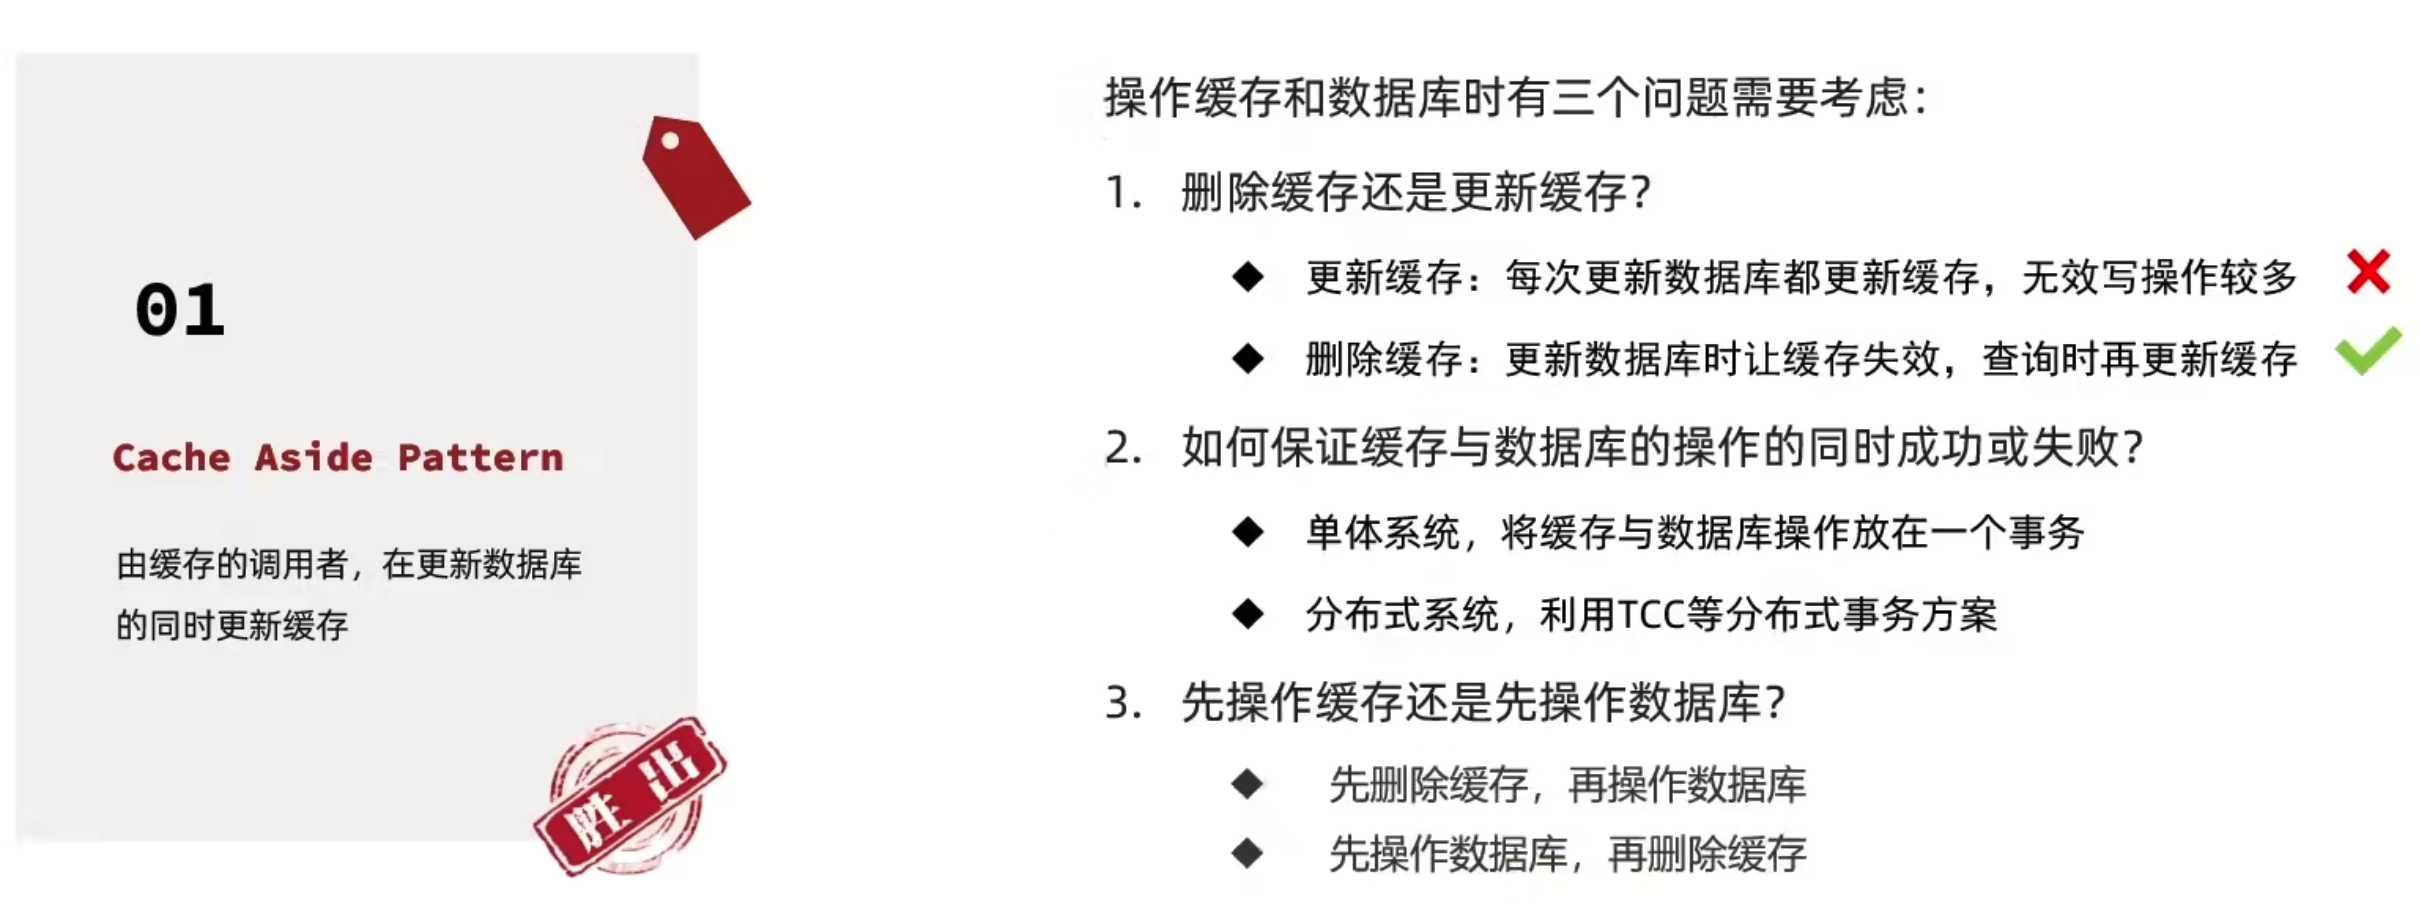 01
Cache Aside Pattern
由缓存的调用者，在更新数据库
的同时更新缓存
胜出
操作缓存和数据库时有三个问题需要考虑：
1. 删除缓存还是更新缓存？
◆ 更新缓存：每次更新数据库都更新缓存，无效写操作较多
◆ 删除缓存：更新数据库时让缓存失效，查询时再更新缓存
2. 如何保证缓存与数据库的操作的同时成功或失败？
◆ 单体系统，将缓存与数据库操作放在一个事务
◆ 分布式系统，利用TCC等分布式事务方案
3. 先操作缓存还是先操作数据库？
◆ 先删除缓存，再操作数据库
◆ 先操作数据库，再删除缓存